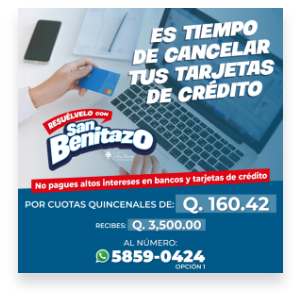 ES TIEMPO
DE CANCELAR
TUS TARJETAS
DE CRÉDITO
RESUÉLVELO CON
San
Benitazo
No pagues altos intereses en bancos y tarjetas de crédito
POR CUOTAS QUINCENALES DE: Q. 160.42
RECIBES: Q. 3,500.00
AL NÚMERO:
5859-0424
OPCIÓN 1